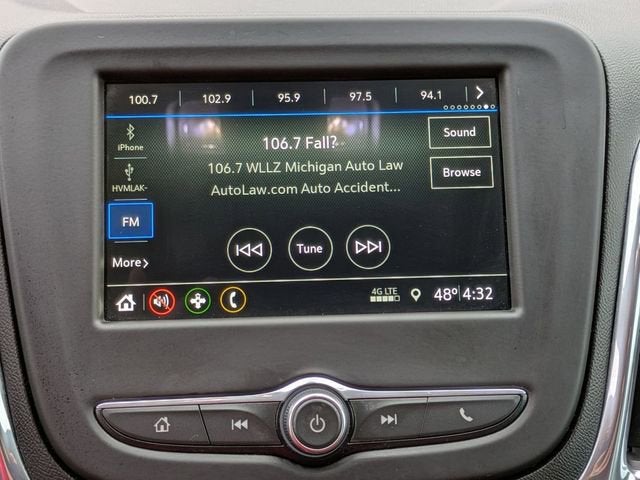 100.7 102.9 95.9 97.5 94.1
iPhone
HVMLAK-
FM
More
106.7 Fall?
106.7 WLLZ Michigan Auto Law
AutoLaw.com Auto Accident...
Tune
Sound
Browse
4G LTE
48° 4:32